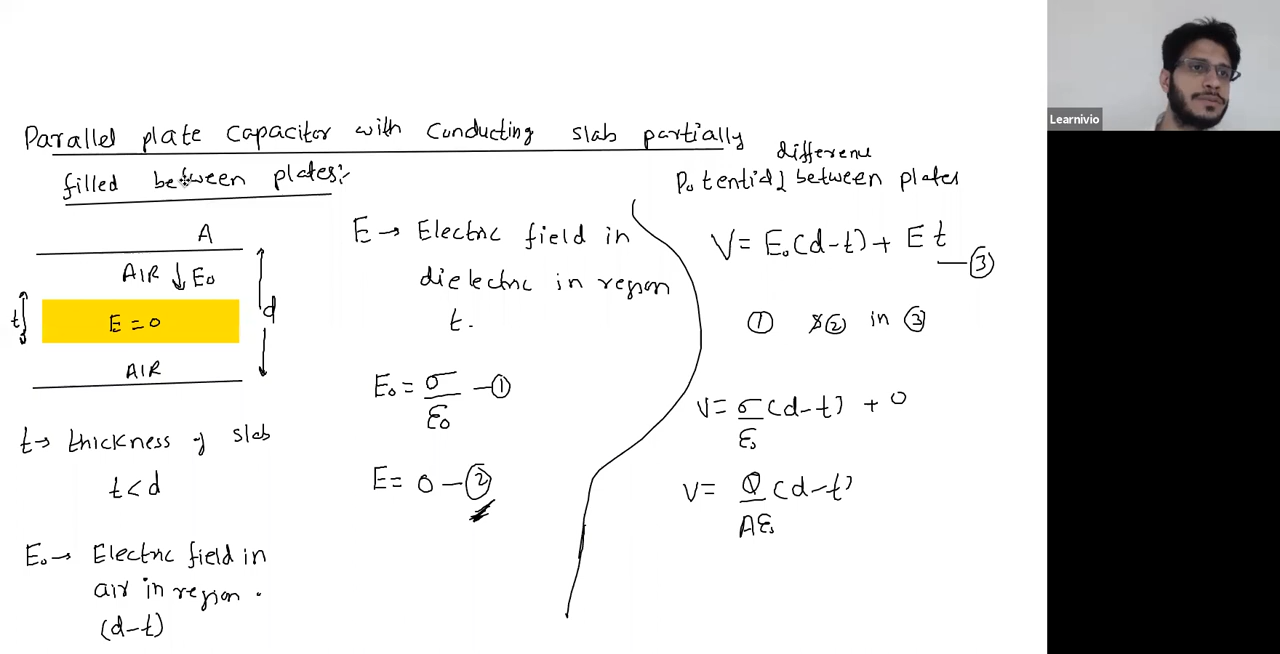 Parallel plate capacitor with conducting slab partially
filled between plates:
A
AIR ↓ E₀
t
E = 0
d
AIR
t → thickness of slab
t < d
E₀ → Electric field in
air in region.
(d-t)
E → Electric field in
dielectric in region
t.
E₀ = σ/ε₀ — ①
E = 0 — ②
difference
Potential between plates
V = E₀(d-t) + E t — ③
① & ② in ③
V = σ/ε₀ (d-t) + 0
V = Q/Aε₀ (d-t)
Learnivio